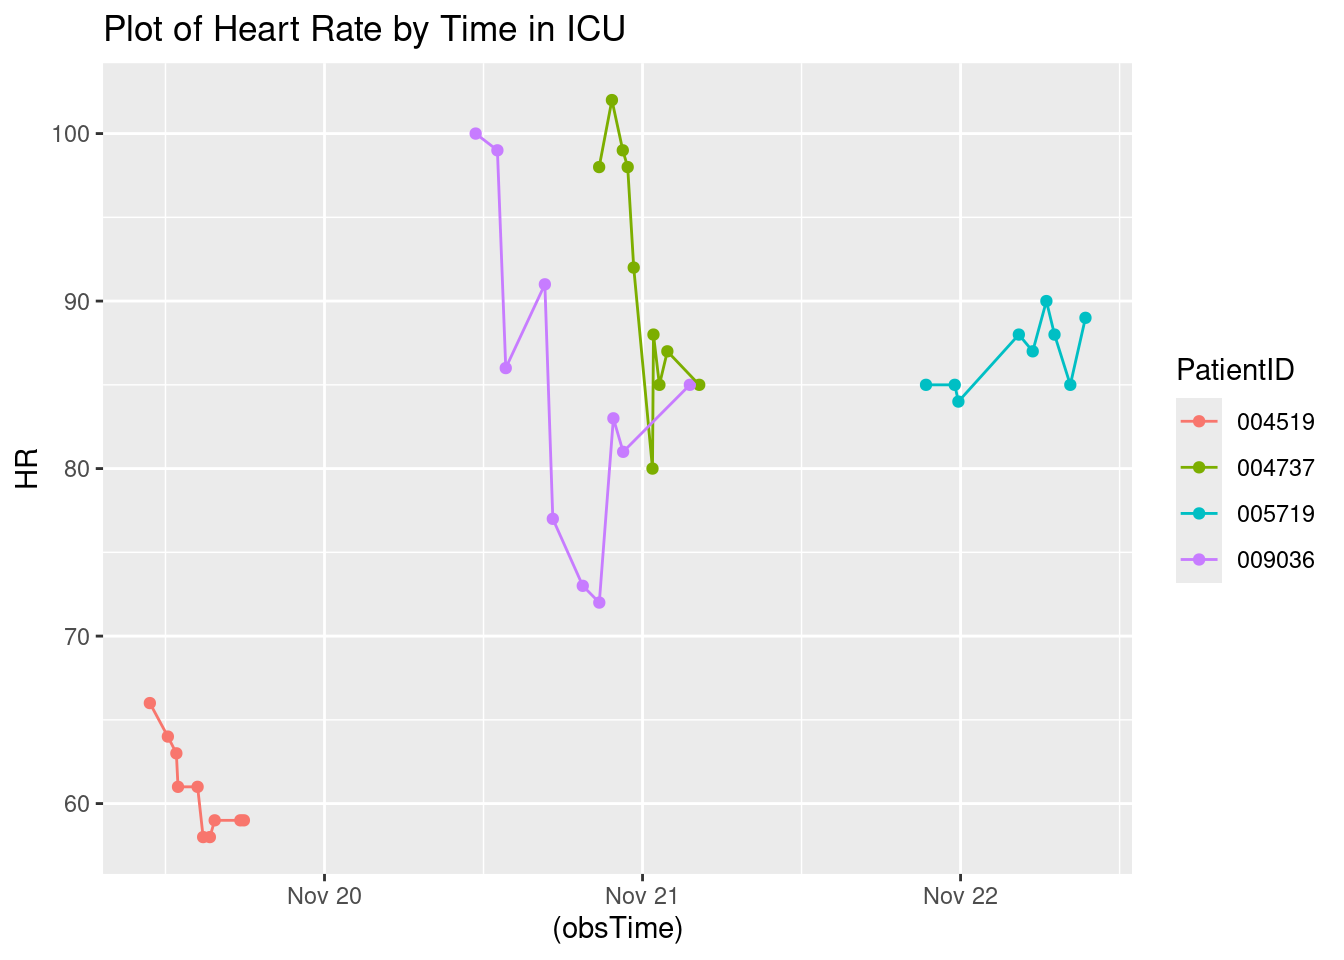 Plot of Heart Rate by Time in ICU
100
90
80
70
60
HR
Nov 20
Nov 21
Nov 22
(obsTime)
PatientID
004519
004737
005719
009036